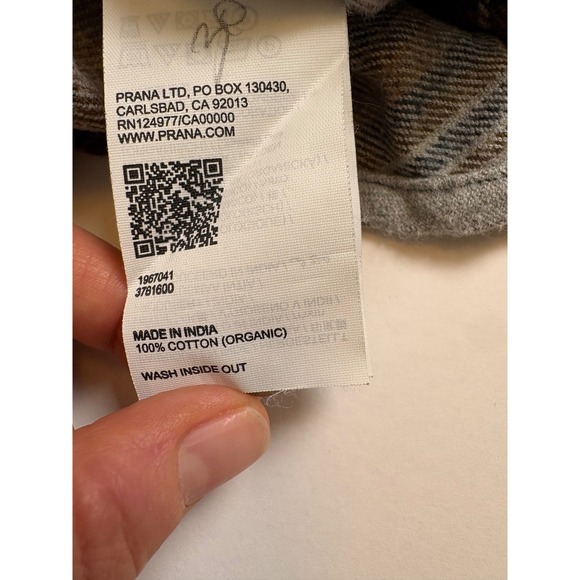 PRANA LTD, PO BOX 130430,
CARLSBAD, CA 92013
RN124977/CA00000
WWW.PRANA.COM
1967041
3781600
MADE IN INDIA
100% COTTON (ORGANIC)
WASH INSIDE OUT